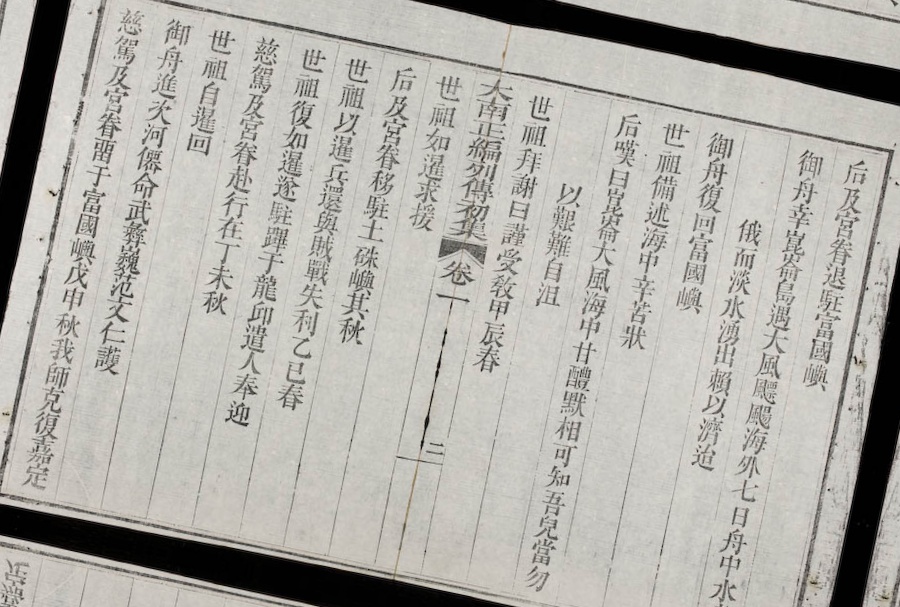 后及宮眷退駐富國嶼
御舟幸崑崙島遇大風飄颺海外七日舟中水
俄而淡水湧出賴以濟治
御舟復回富國嶼
世祖備述海中辛苦狀
后嘆曰崑崙大風海中甘醴默相可知吾兒當勿
以艱難自沮
世祖拜謝曰謹受敎甲辰春
大南正編列傳初集 卷一 二
世祖如暹求援
后及宮眷移駐土硃嶼其秋
世祖以暹兵還與賊戰失利乙巳春
世祖復如暹遂駐蹕于龍邱遣人奉迎
慈駕及宮眷赴行在丁未秋
世祖自暹回
御舟進次河僊命武彝巍范文仁護
慈駕及宮眷畱于富國嶼戊申秋我師克復嘉定